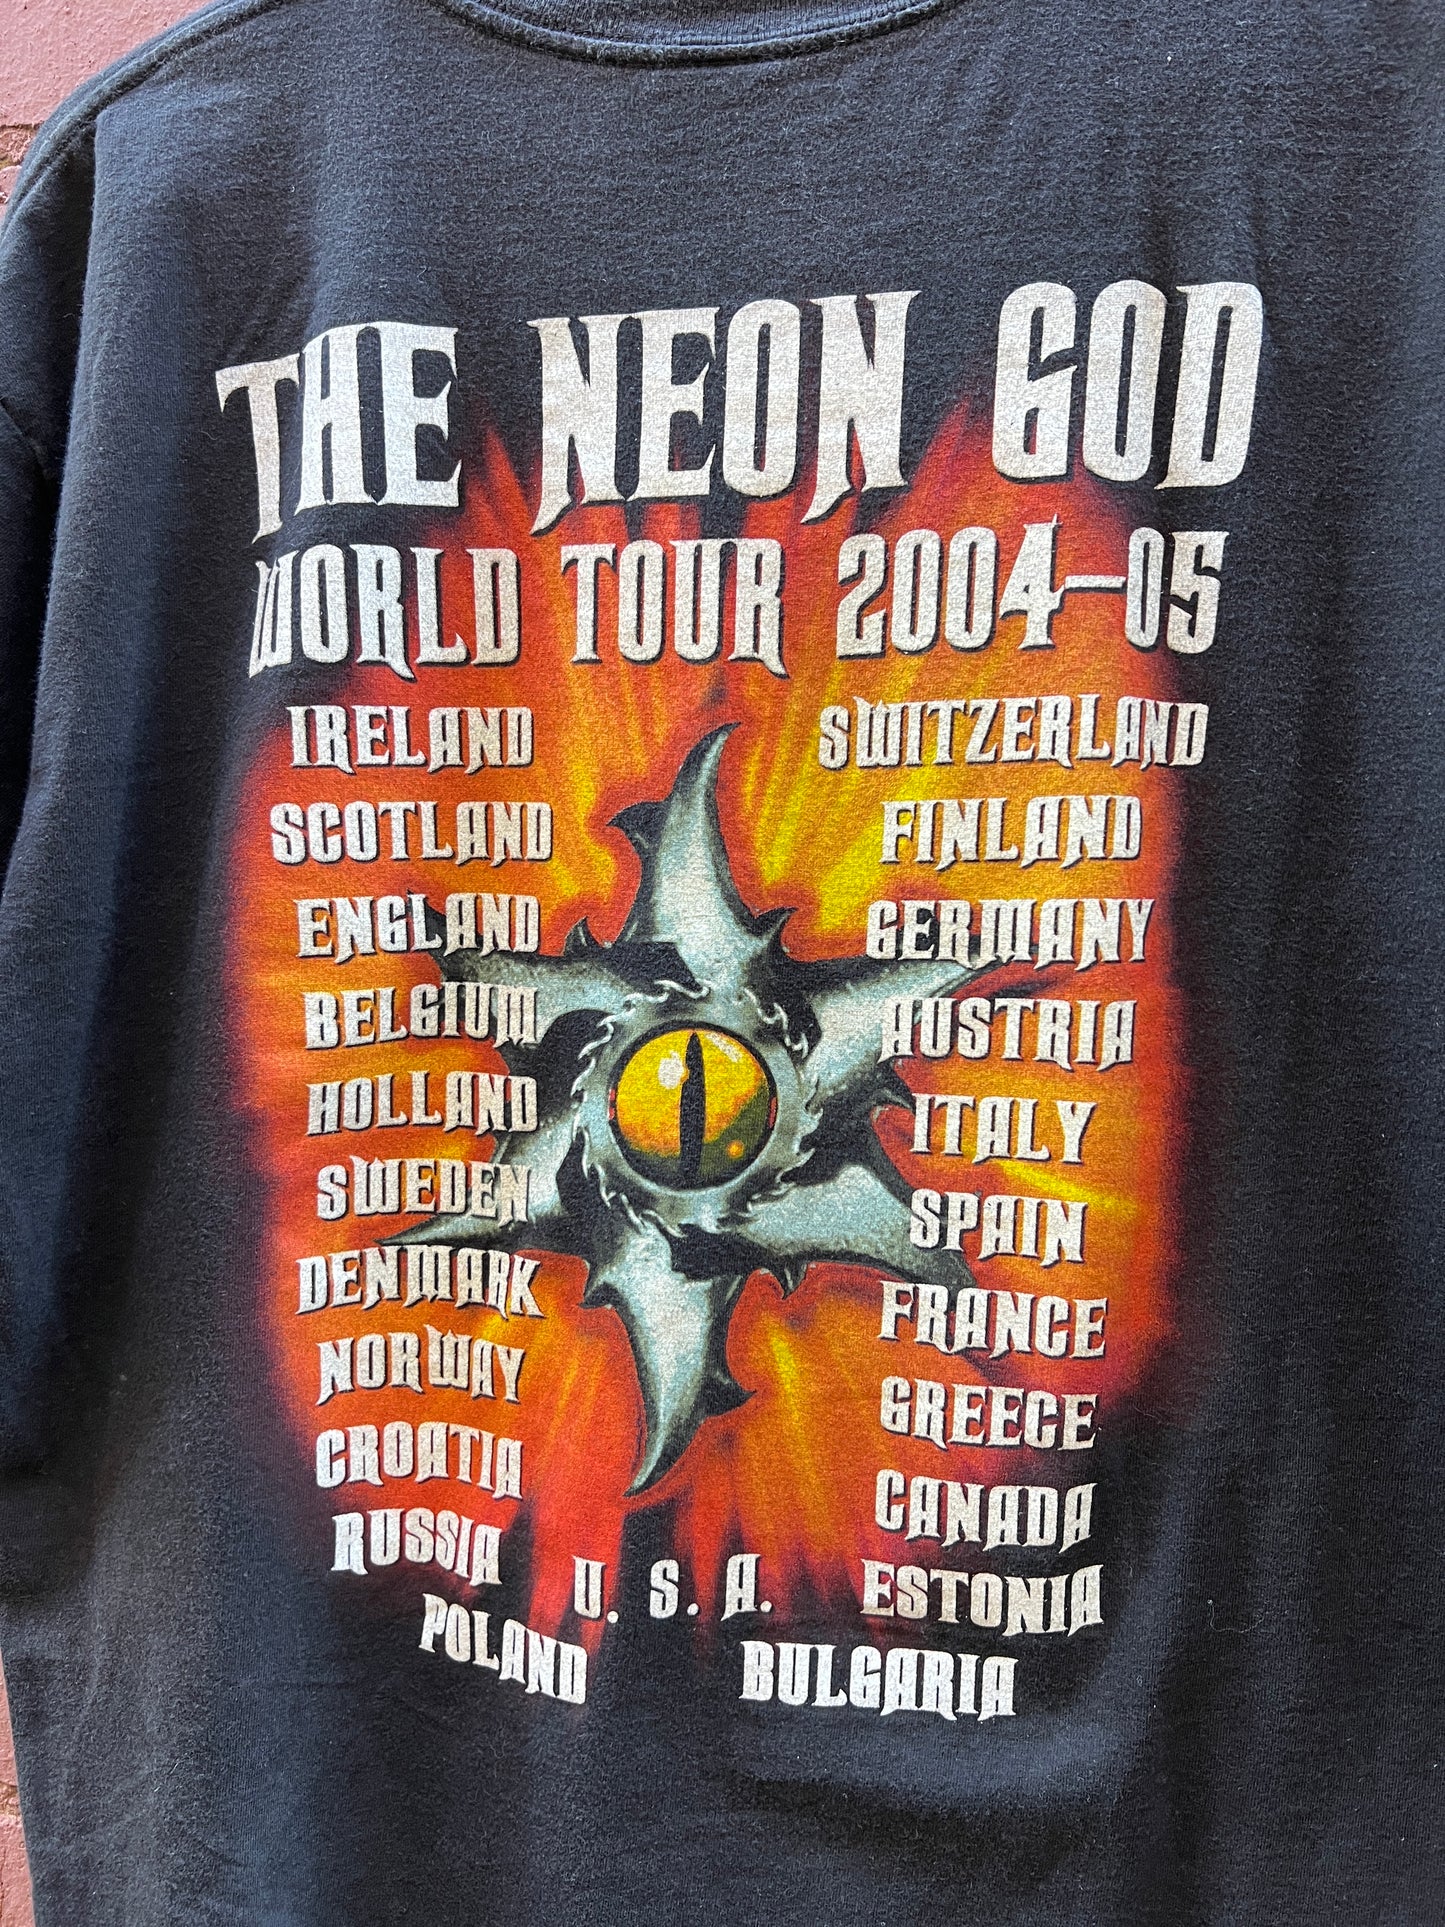 THE NEON GOD
WORLD TOUR 2004-05
IRELAND
SCOTLAND
ENGLAND
BELGIUM
HOLLAND
SWEDEN
DENMARK
NORWAY
CROATIA
RUSSIA
POLAND
U. S. A.
SWITZERLAND
FINLAND
GERMANY
AUSTRIA
ITALY
SPAIN
FRANCE
GREECE
CANADA
ESTONIA
BULGARIA